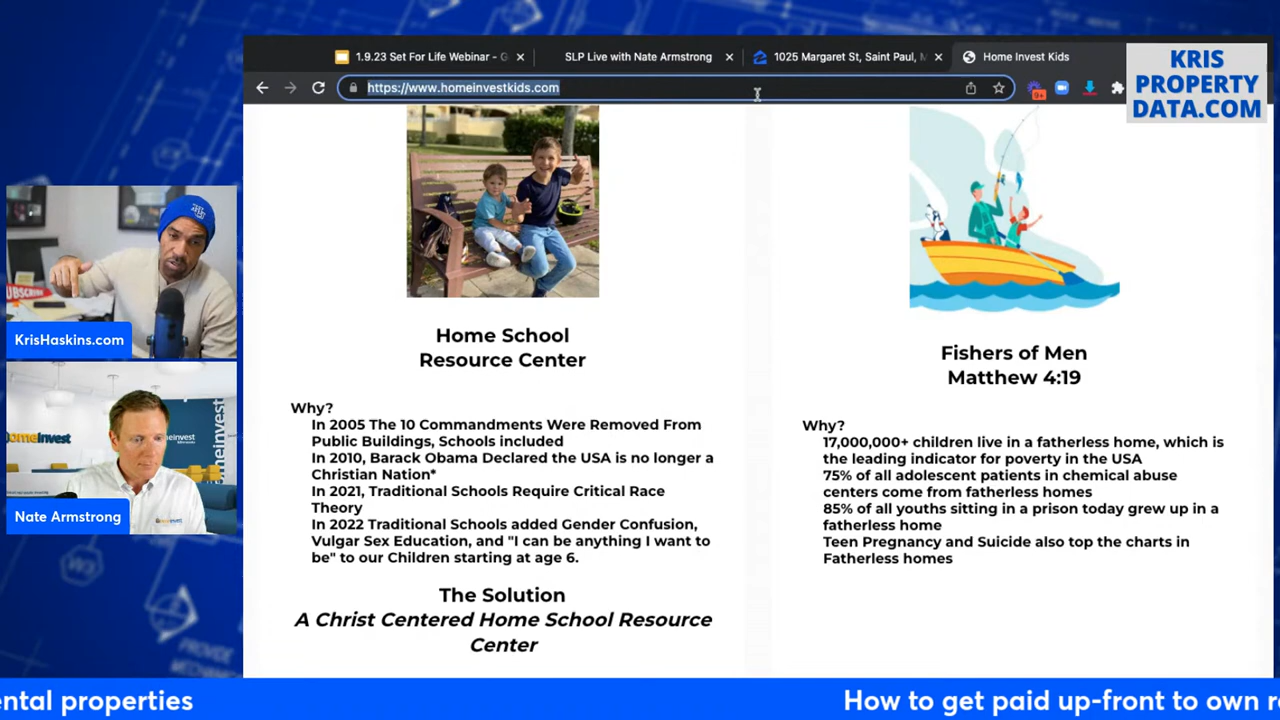 1.9.23 Set For Life Webinar - G
SLP Live with Nate Armstrong
1025 Margaret St, Saint Paul, M
Home Invest Kids
https://www.homeinvestkids.com
9+
KRIS
PROPERTY
DATA.COM
SUBSCRIBE
KrisHaskins.com
omeinvest
einvest
homeinvest
Nate Armstrong
Home School
Resource Center
Why?
In 2005 The 10 Commandments Were Removed From
Public Buildings, Schools included
In 2010, Barack Obama Declared the USA is no longer a
Christian Nation*
In 2021, Traditional Schools Require Critical Race
Theory
In 2022 Traditional Schools added Gender Confusion,
Vulgar Sex Education, and "I can be anything I want to
be" to our Children starting at age 6.
The Solution
A Christ Centered Home School Resource
Center
Fishers of Men
Matthew 4:19
Why?
17,000,000+ children live in a fatherless home, which is
the leading indicator for poverty in the USA
75% of all adolescent patients in chemical abuse
centers come from fatherless homes
85% of all youths sitting in a prison today grew up in a
fatherless home
Teen Pregnancy and Suicide also top the charts in
Fatherless homes
W3
PROVIDE
ental properties
How to get paid up-front to own r